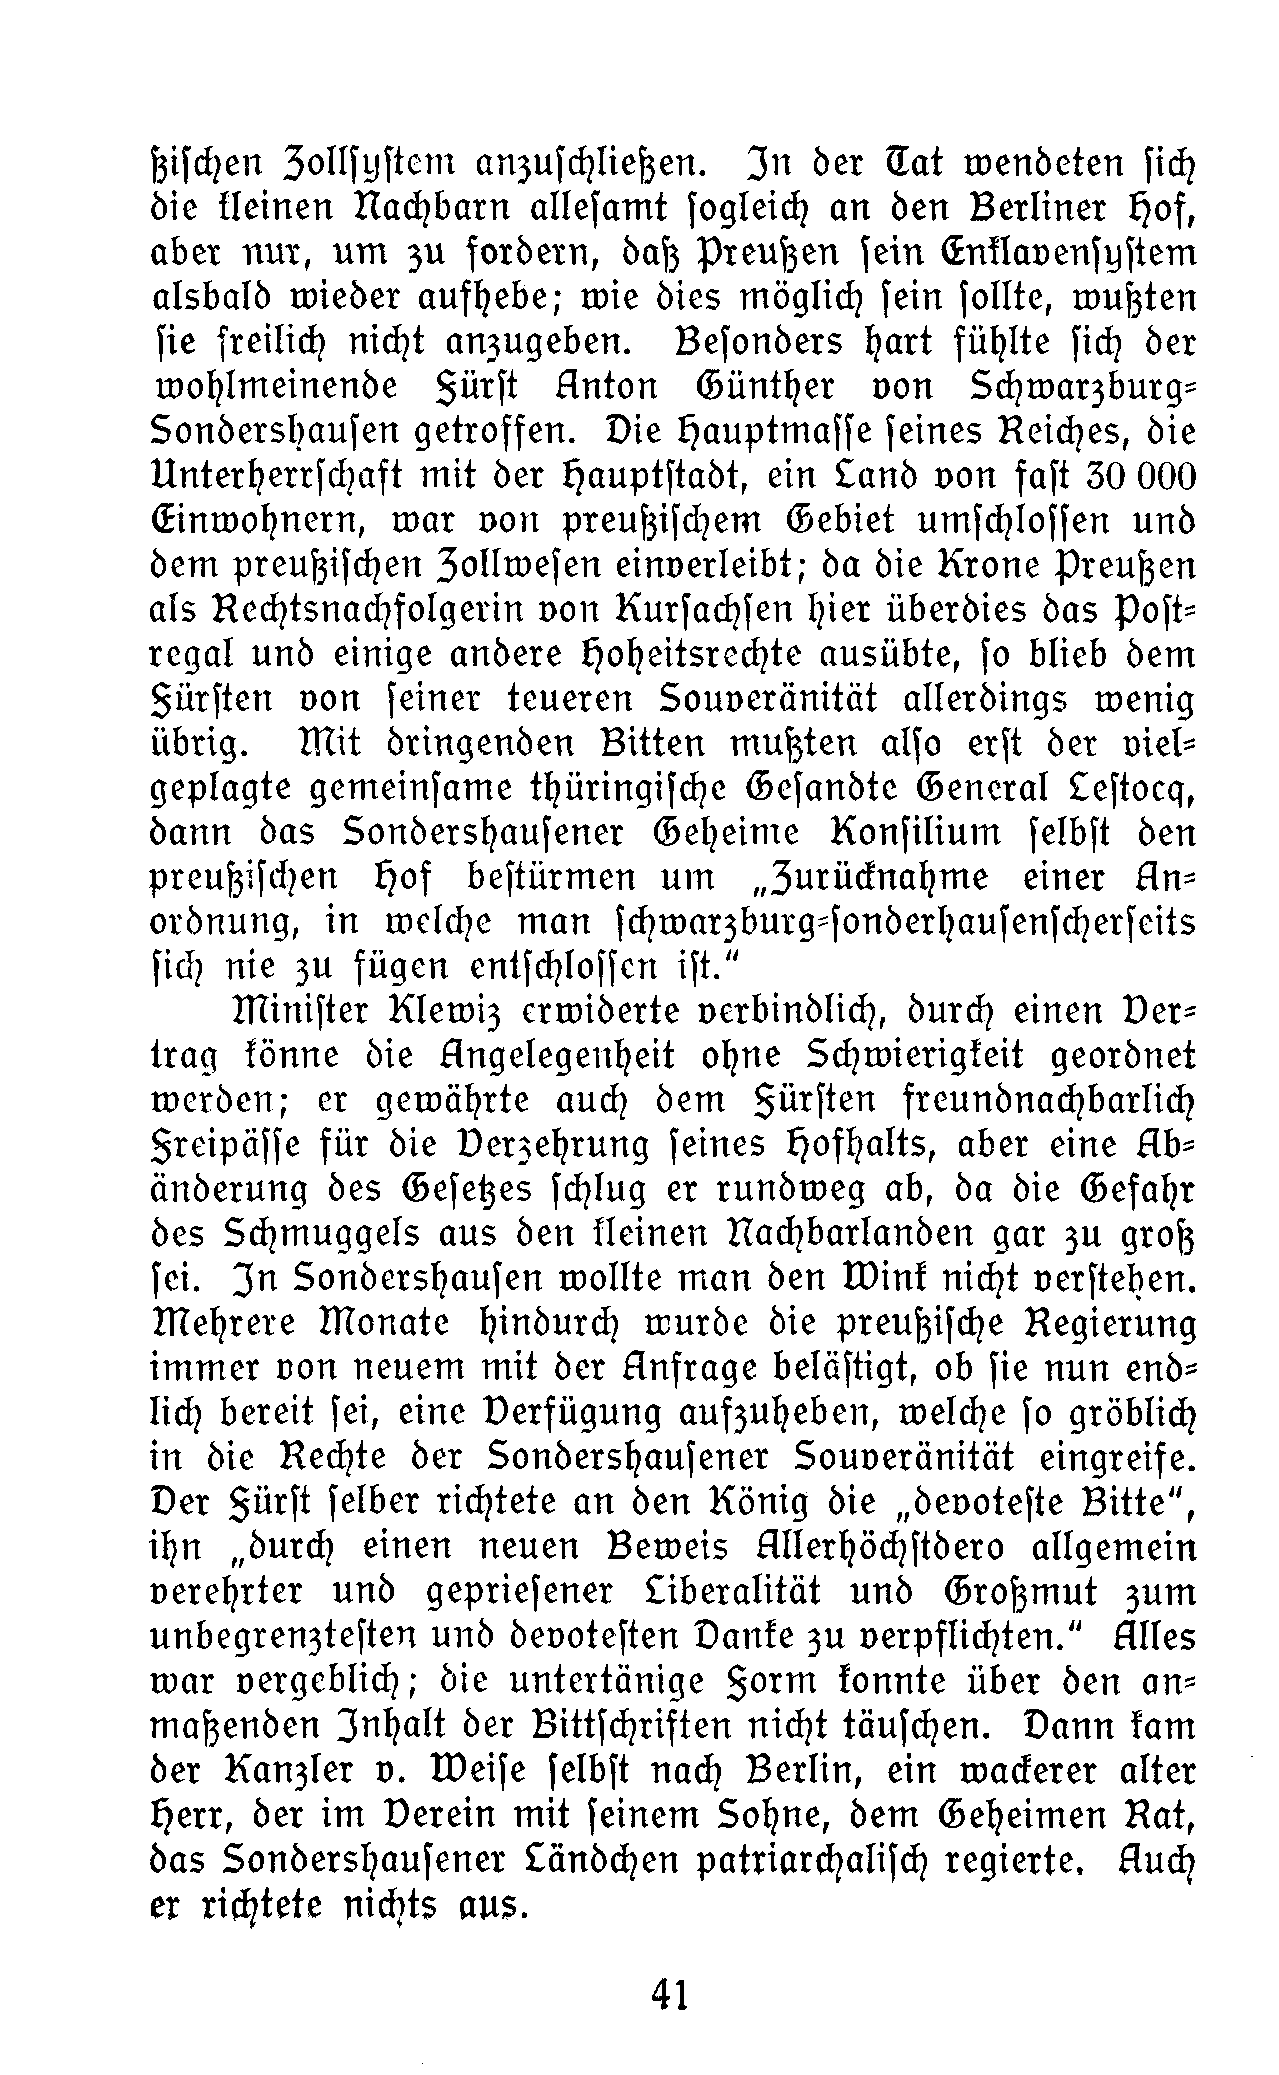 ßiſchen Zollſyſtem anzuſchließen. In der Tat wendeten ſich
die kleinen Nachbarn alleſamt ſogleich an den Berliner Hof,
aber nur, um zu fordern, daß Preußen ſein Enklavenſyſtem
alsbald wieder aufhebe; wie dies möglich ſein ſollte, wußten
ſie freilich nicht anzugeben. Beſonders hart fühlte ſich der
wohlmeinende Fürſt Anton Günther von Schwarzburg-
Sondershauſen getroffen. Die Hauptmaſſe ſeines Reiches, die
Unterherrſchaft mit der Hauptſtadt, ein Land von faſt 30 000
Einwohnern, war von preußiſchem Gebiet umſchloſſen und
dem preußiſchen Zollweſen einverleibt; da die Krone Preußen
als Rechtsnachfolgerin von Kurſachſen hier überdies das Poſt-
regal und einige andere Hoheitsrechte ausübte, ſo blieb dem
Fürſten von ſeiner teueren Souveränität allerdings wenig
übrig. Mit dringenden Bitten mußten alſo erſt der viel-
geplagte gemeinſame thüringiſche Geſandte General Leſtocq,
dann das Sondershauſener Geheime Konſilium ſelbſt den
preußiſchen Hof beſtürmen um „Zurücknahme einer An-
ordnung, in welche man ſchwarzburg-ſonderhauſenſcherſeits
ſich nie zu fügen entſchloſſen iſt.“
Miniſter Klewiz erwiderte verbindlich, durch einen Ver-
trag könne die Angelegenheit ohne Schwierigkeit geordnet
werden; er gewährte auch dem Fürſten freundnachbarlich
Freipäſſe für die Verzehrung ſeines Hofhalts, aber eine Ab-
änderung des Geſetzes ſchlug er rundweg ab, da die Gefahr
des Schmuggels aus den kleinen Nachbarlanden gar zu groß
ſei. In Sondershauſen wollte man den Wink nicht verſtehen.
Mehrere Monate hindurch wurde die preußiſche Regierung
immer von neuem mit der Anfrage beläſtigt, ob ſie nun end-
lich bereit ſei, eine Verfügung aufzuheben, welche ſo gröblich
in die Rechte der Sondershauſener Souveränität eingreife.
Der Fürſt ſelber richtete an den König die „devoteſte Bitte“,
ihn „durch einen neuen Beweis Allerhöchſtdero allgemein
verehrter und geprieſener Liberalität und Großmut zum
unbegrenzteſten und devoteſten Danke zu verpflichten.“ Alles
war vergeblich; die untertänige Form konnte über den an-
maßenden Inhalt der Bittſchriften nicht täuſchen. Dann kam
der Kanzler v. Weiſe ſelbſt nach Berlin, ein wackerer alter
Herr, der im Verein mit ſeinem Sohne, dem Geheimen Rat,
das Sondershauſener Ländchen patriarchaliſch regierte. Auch
er richtete nichts aus.
41